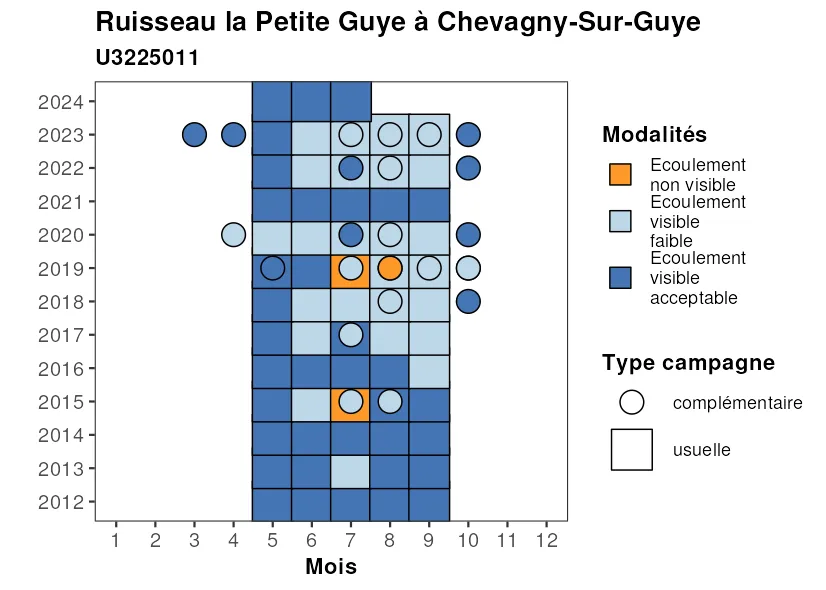 Ruisseau la Petite Guye à Chevagny-Sur-Guye
U3225011
2024
2023
2022
2021
2020
2019
2018
2017
2016
2015
2014
2013
2012
1 2 3 4 5 6 7 8 9 10 11 12
Mois
Modalités
Ecoulement
non visible
Ecoulement
visible
faible
Ecoulement
visible
acceptable
Type campagne
complémentaire
usuelle